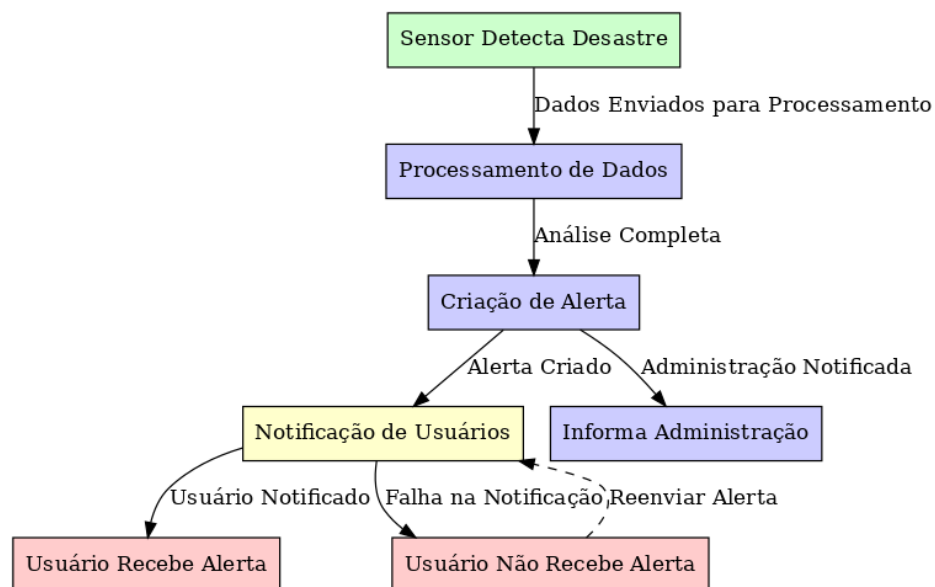 Sensor Detecta Desastre
Dados Enviados para Processamento
Processamento de Dados
Análise Completa
Criação de Alerta
Alerta Criado
Administração Notificada
Notificação de Usuários
Informa Administração
Usuário Notificado
Falha na Notificação
Reenviar Alerta
Usuário Recebe Alerta
Usuário Não Recebe Alerta